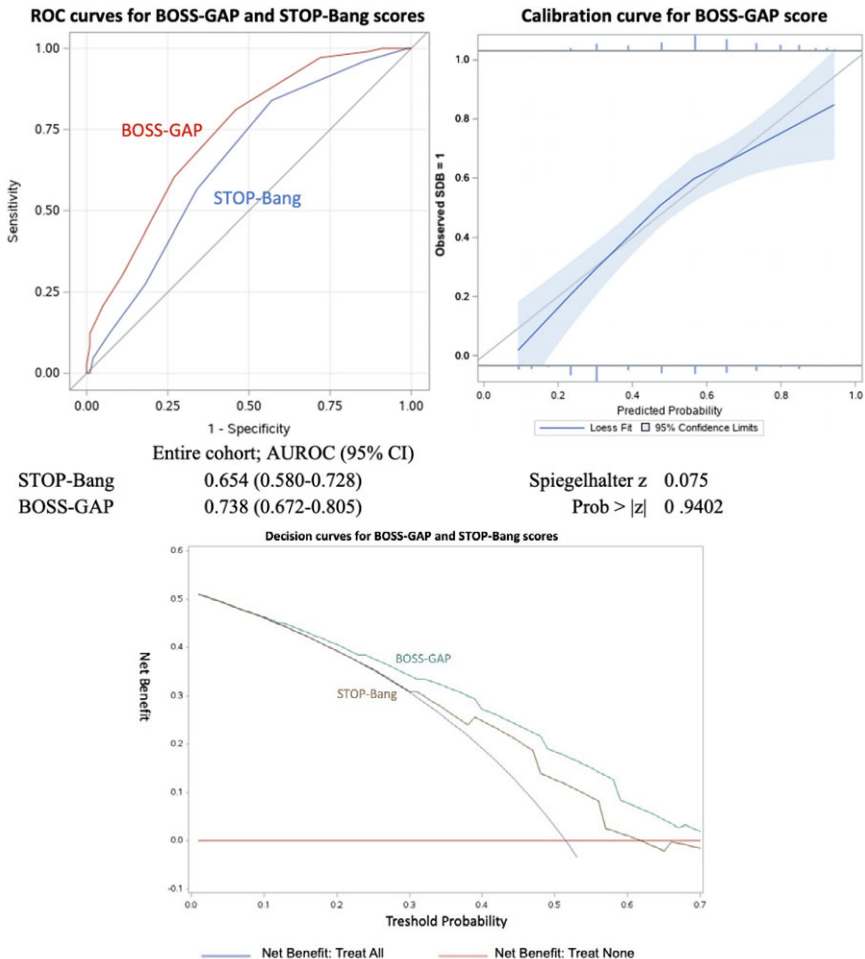 ROC curves for BOSS-GAP and STOP-Bang scores
1.00
0.75
0.50
0.25
0.00
Sensitivity
BOSS-GAP
STOP-Bang
0.00 0.25 0.50 0.75 1.00
1 - Specificity
Entire cohort; AUROC (95% CI)
STOP-Bang 0.654 (0.580-0.728)
BOSS-GAP 0.738 (0.672-0.805)
Calibration curve for BOSS-GAP score
1.0
0.8
0.6
0.4
0.2
0.0
Observed SDB = 1
0.0 0.2 0.4 0.6 0.8 1.0
Predicted Probability
Loess Fit 95% Confidence Limits
Spiegelhalter z 0.075
Prob > |z| 0 .9402
Decision curves for BOSS-GAP and STOP-Bang scores
0.6
0.5
0.4
0.3
0.2
0.1
0.0
-0.1
Net Benefit
BOSS-GAP
STOP-Bang
0.0 0.1 0.2 0.3 0.4 0.5 0.6 0.7
Treshold Probability
Net Benefit: Treat All Net Benefit: Treat None